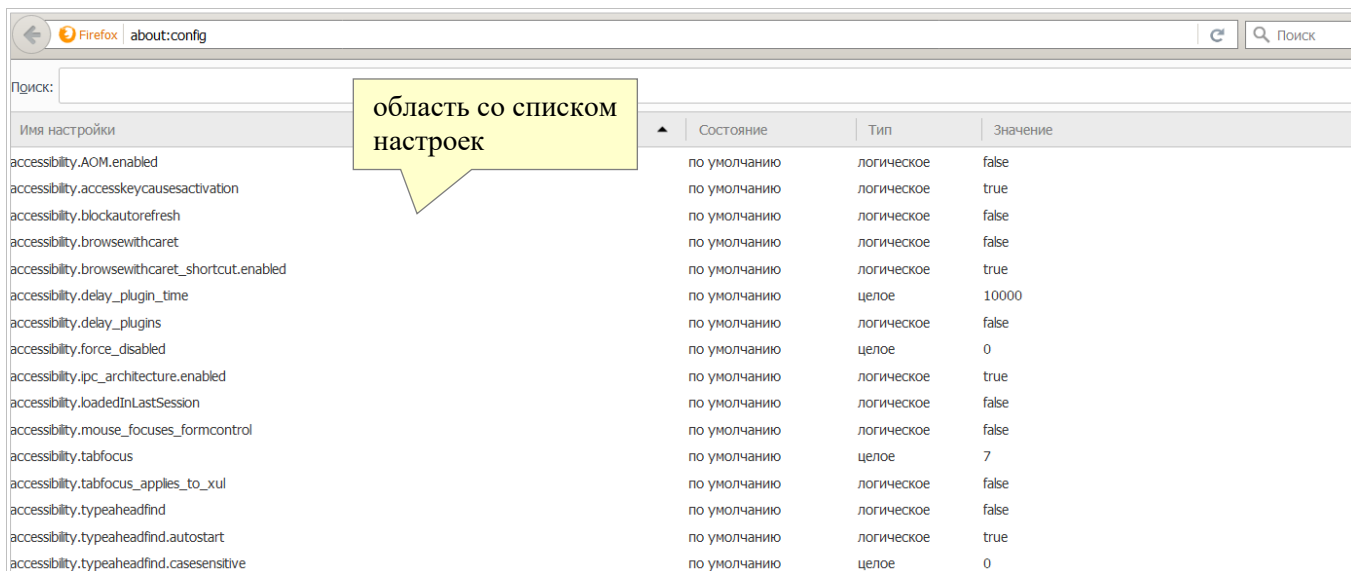 Firefox about:config Поиск
Поиск:
область со списком
настроек
Имя настройки Состояние Тип Значение
accessibility.AOM.enabled по умолчанию логическое false
accessibility.accesskeycausesactivation по умолчанию логическое true
accessibility.blockautorefresh по умолчанию логическое false
accessibility.browsewithcaret по умолчанию логическое false
accessibility.browsewithcaret_shortcut.enabled по умолчанию логическое true
accessibility.delay_plugin_time по умолчанию целое 10000
accessibility.delay_plugins по умолчанию логическое false
accessibility.force_disabled по умолчанию целое 0
accessibility.ipc_architecture.enabled по умолчанию логическое true
accessibility.loadedInLastSession по умолчанию логическое false
accessibility.mouse_focuses_formcontrol по умолчанию логическое false
accessibility.tabfocus по умолчанию целое 7
accessibility.tabfocus_applies_to_xul по умолчанию логическое false
accessibility.typeaheadfind по умолчанию логическое false
accessibility.typeaheadfind.autostart по умолчанию логическое true
accessibility.typeaheadfind.casesensitive по умолчанию целое 0